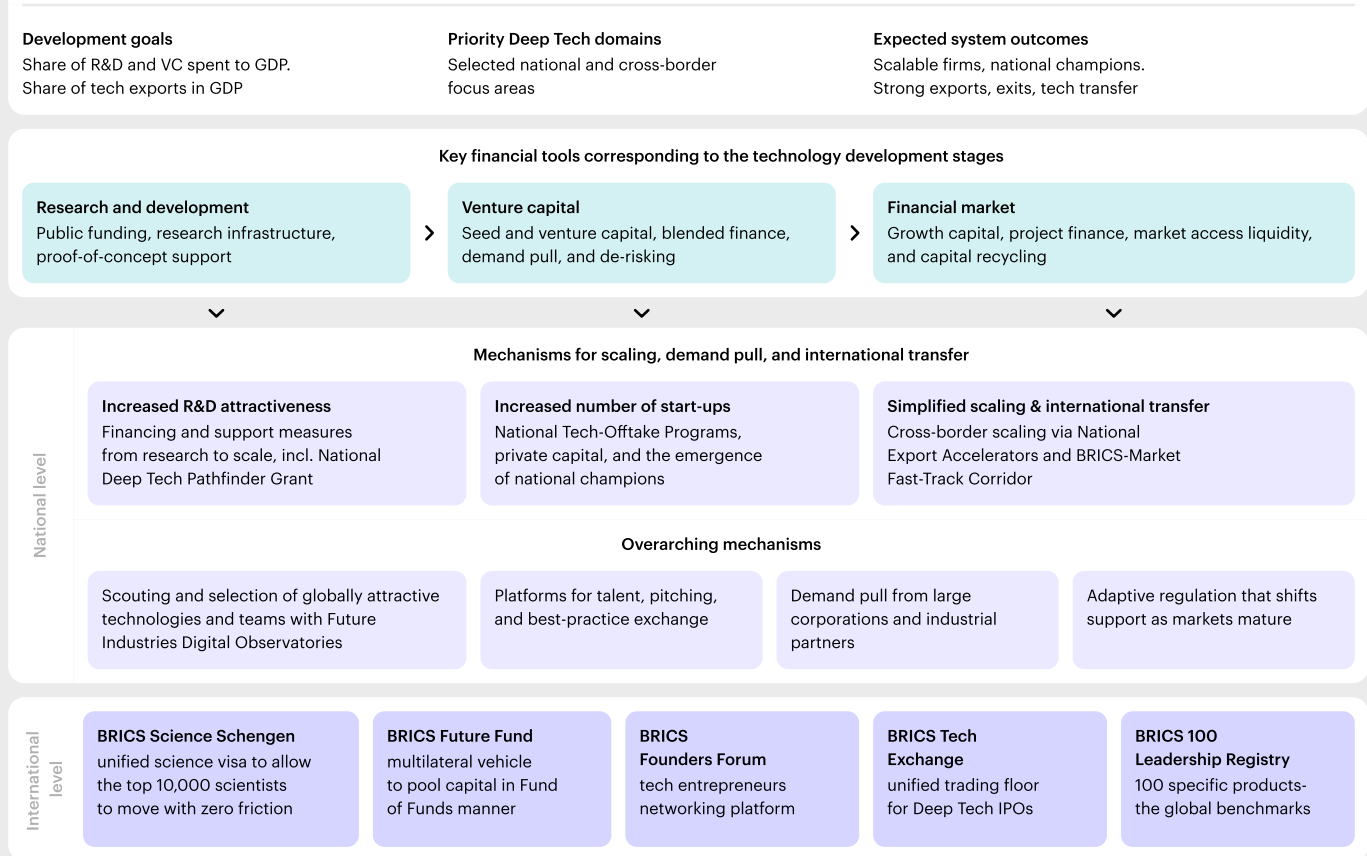 Development goals
Share of R&D and VC spent to GDP.
Share of tech exports in GDP
Priority Deep Tech domains
Selected national and cross-border
focus areas
Expected system outcomes
Scalable firms, national champions.
Strong exports, exits, tech transfer
Key financial tools corresponding to the technology development stages
Research and development
Public funding, research infrastructure,
proof-of-concept support
Venture capital
Seed and venture capital, blended finance,
demand pull, and de-risking
Financial market
Growth capital, project finance, market access liquidity,
and capital recycling
National level
Mechanisms for scaling, demand pull, and international transfer
Increased R&D attractiveness
Financing and support measures
from research to scale, incl. National
Deep Tech Pathfinder Grant
Increased number of start-ups
National Tech-Offtake Programs,
private capital, and the emergence
of national champions
Simplified scaling & international transfer
Cross-border scaling via National
Export Accelerators and BRICS-Market
Fast-Track Corridor
Overarching mechanisms
Scouting and selection of globally attractive
technologies and teams with Future
Industries Digital Observatories
Platforms for talent, pitching,
and best-practice exchange
Demand pull from large
corporations and industrial
partners
Adaptive regulation that shifts
support as markets mature
International
level
BRICS Science Schengen
unified science visa to allow
the top 10,000 scientists
to move with zero friction
BRICS Future Fund
multilateral vehicle
to pool capital in Fund
of Funds manner
BRICS
Founders Forum
tech entrepreneurs
networking platform
BRICS Tech
Exchange
unified trading floor
for Deep Tech IPOs
BRICS 100
Leadership Registry
100 specific products-
the global benchmarks